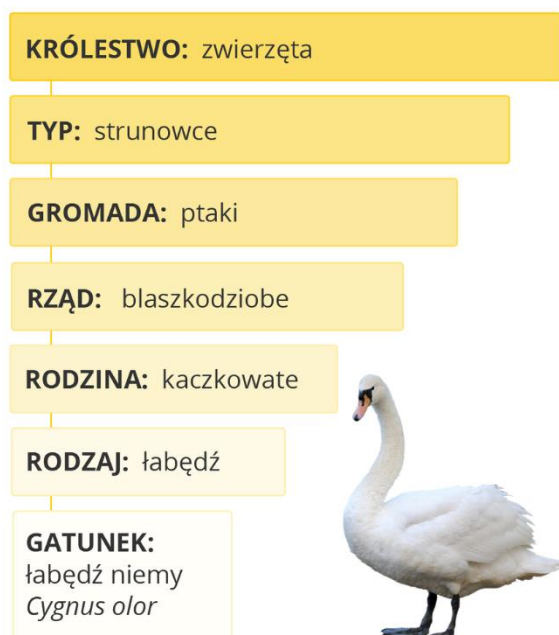 KRÓLESTWO: zwierzęta
TYP: strunowce
GROMADA: ptaki
RZĄD: blaszkodziobe
RODZINA: kaczkowate
RODZAJ: łabędź
GATUNEK:
łabędź niemy
Cygnus olor